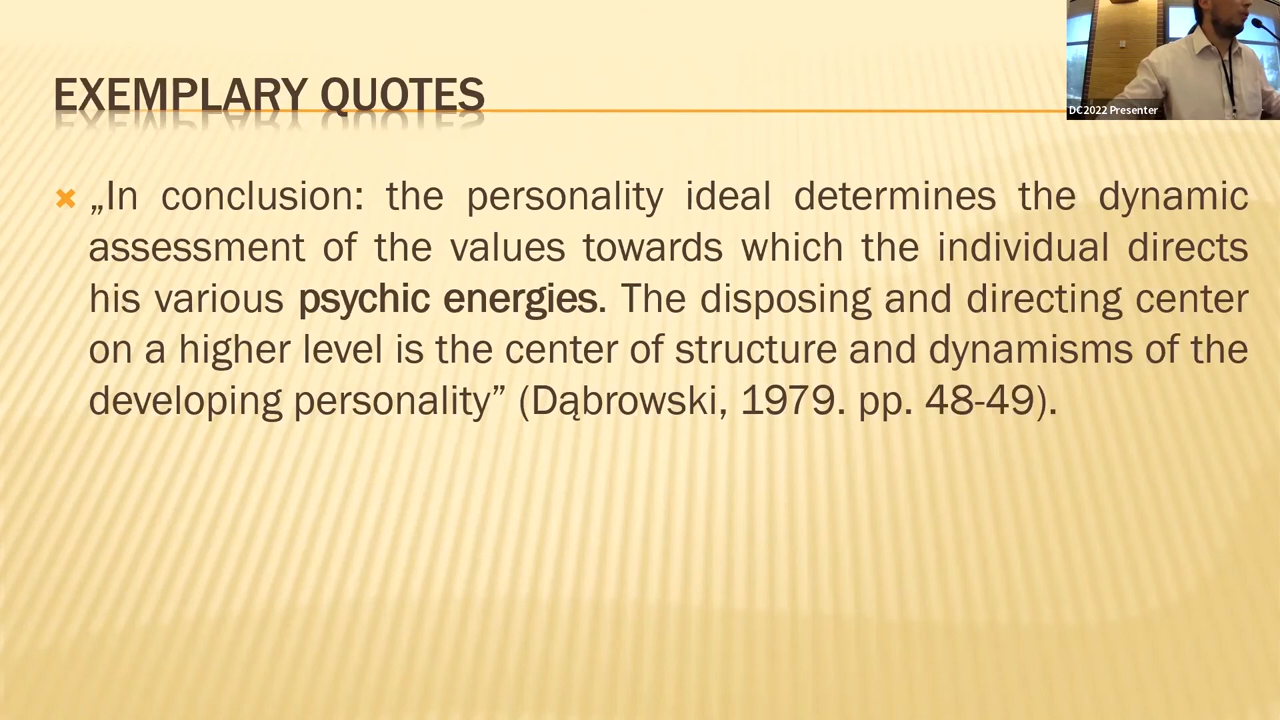 EXEMPLARY QUOTES
DC2022 Presenter
„In conclusion: the personality ideal determines the dynamic
assessment of the values towards which the individual directs
his various psychic energies. The disposing and directing center
on a higher level is the center of structure and dynamisms of the
developing personality” (Dąbrowski, 1979. pp. 48-49).